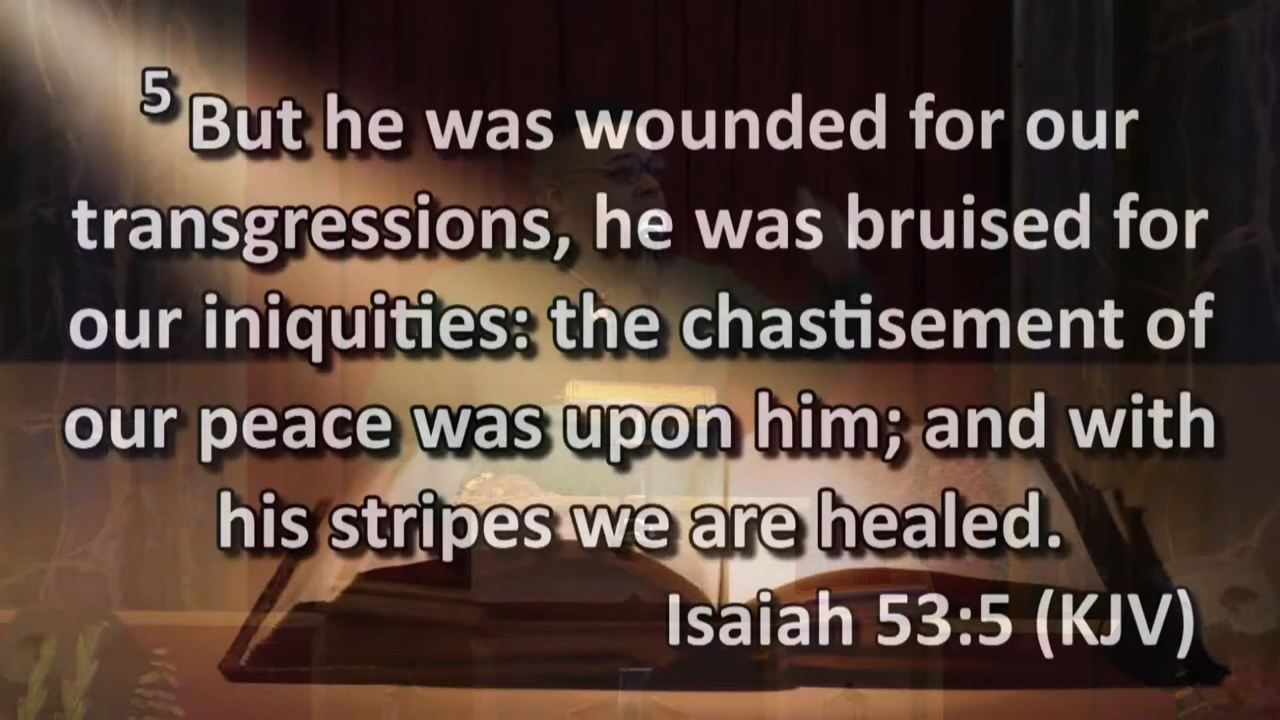 5 But he was wounded for our
transgressions, he was bruised for
our iniquities: the chastisement of
our peace was upon him; and with
his stripes we are healed.
Isaiah 53:5 (KJV)